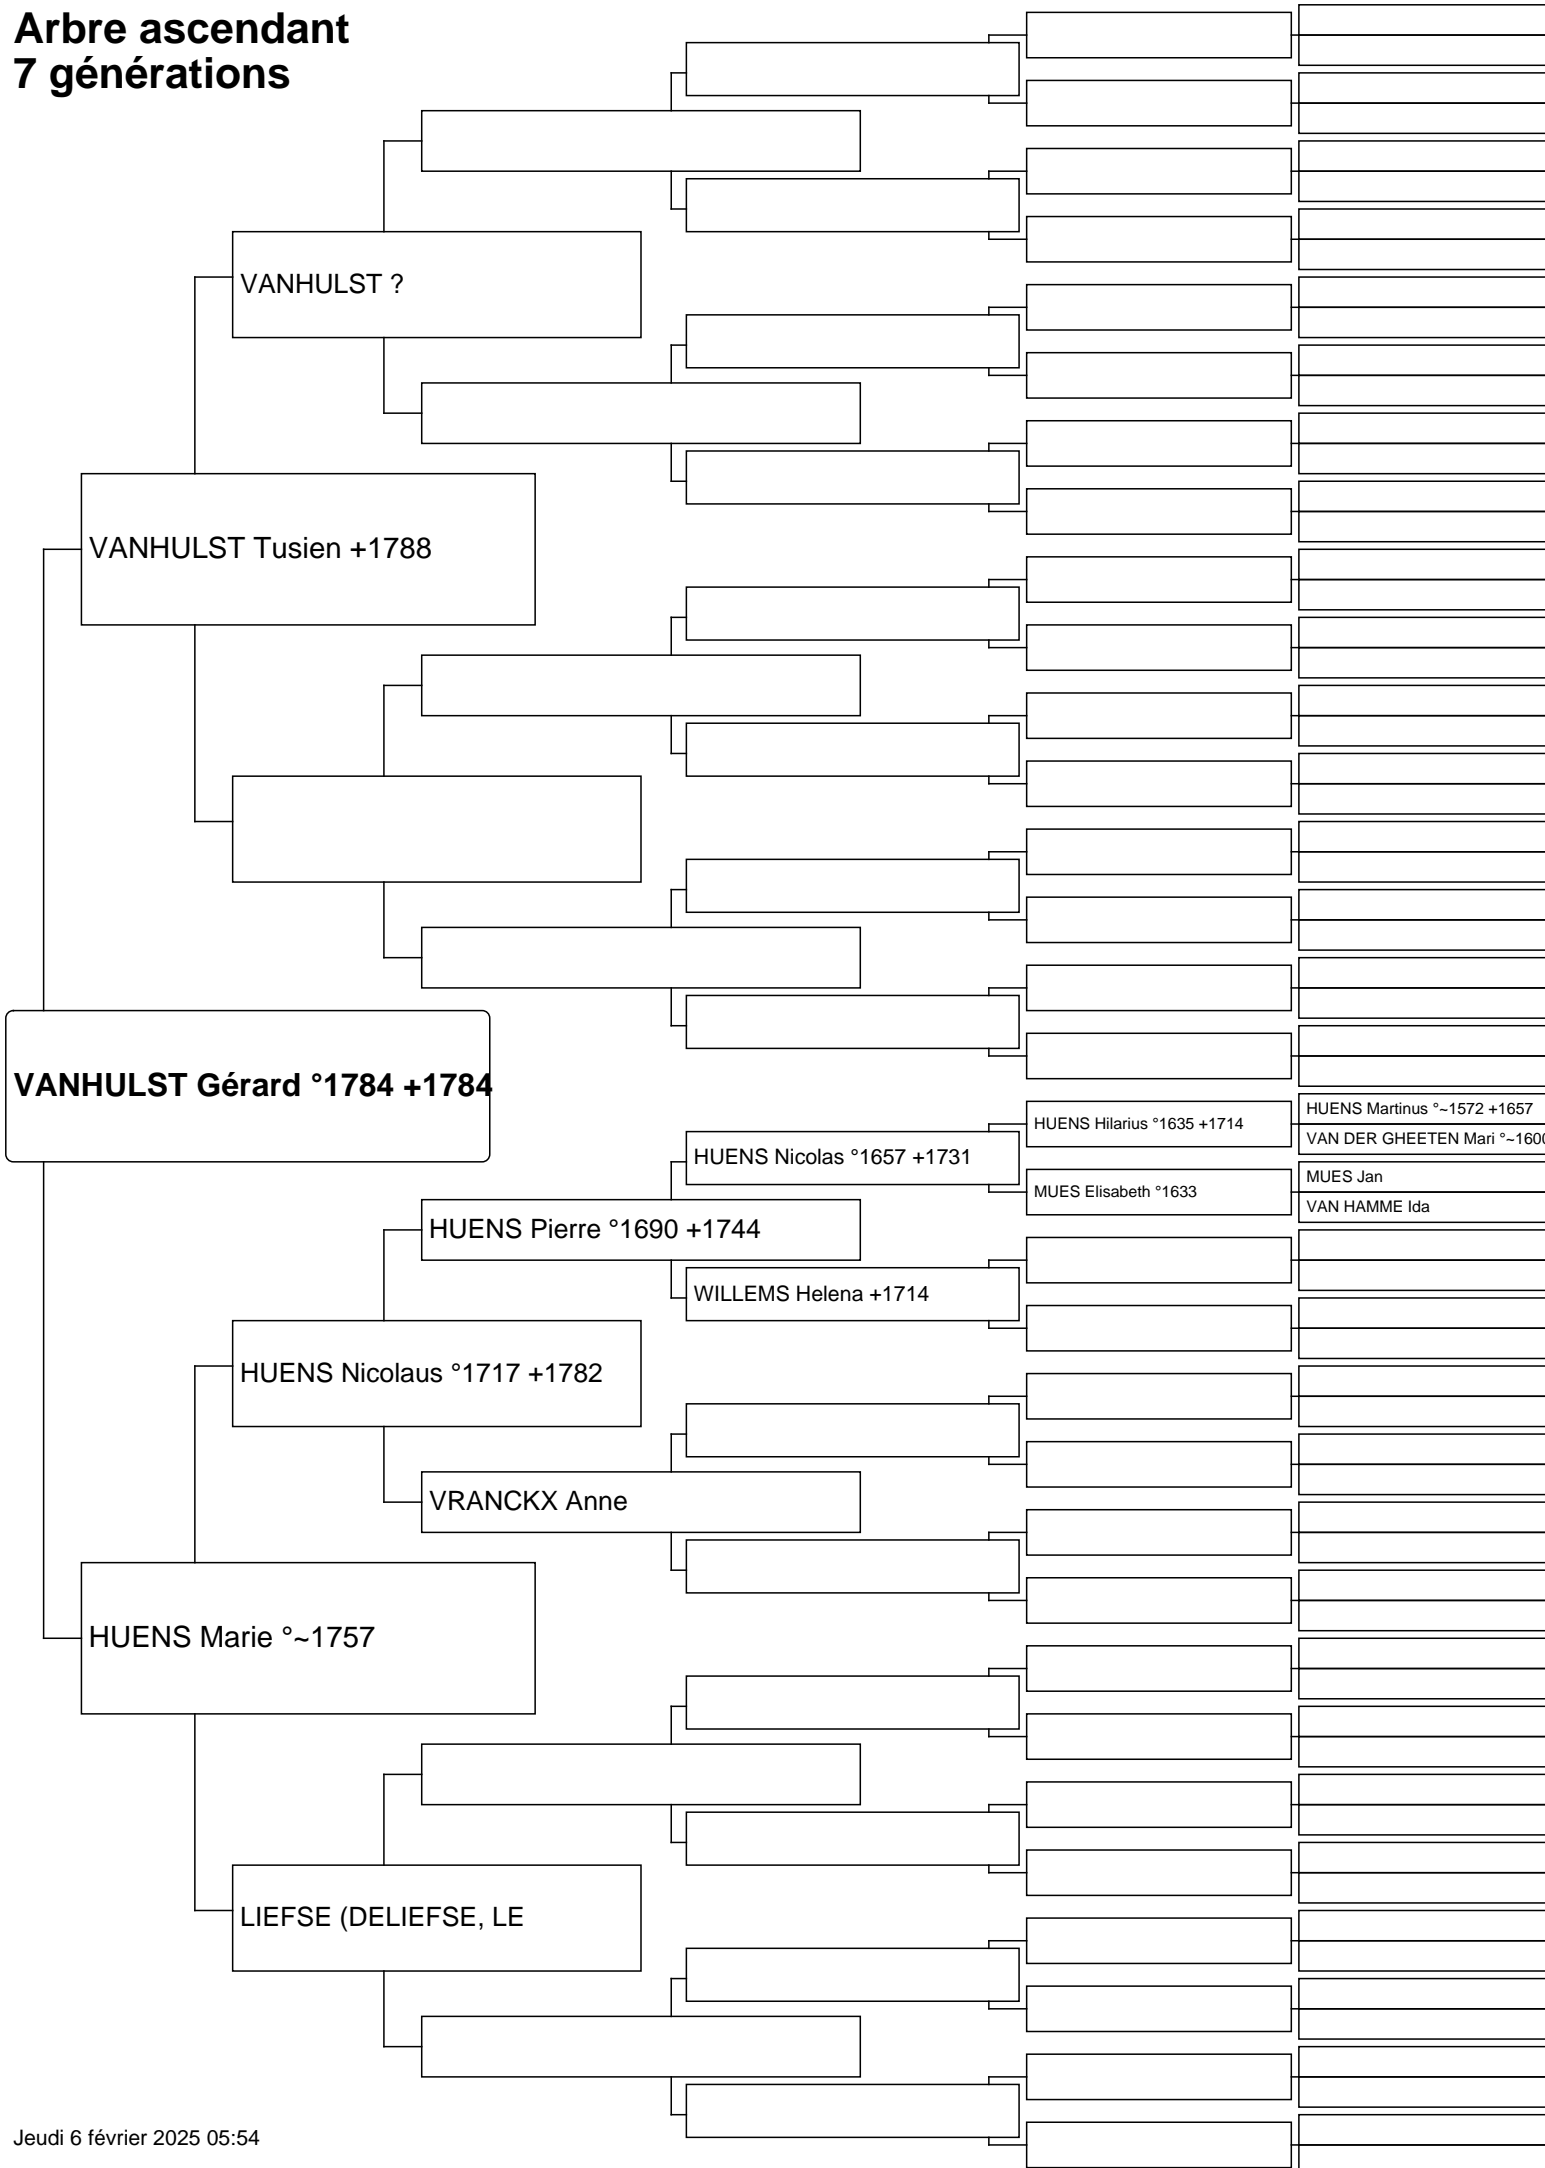 Arbre ascendant
7 générations
VANHULST ?
VANHULST Tusien +1788
VANHULST Gérard °1784 +1784
HUENS Hilarius °1635 +1714
HUENS Martinus °~1572 +1657
VAN DER GHEETEN Mari °~1600
HUENS Nicolas °1657 +1731
MUES Elisabeth °1633
MUES Jan
VAN HAMME Ida
HUENS Pierre °1690 +1744
WILLEMS Helena +1714
HUENS Nicolaus °1717 +1782
VRANCKX Anne
HUENS Marie °~1757
LIEFSE (DELIEFSE, LE
Jeudi 6 février 2025 05:54